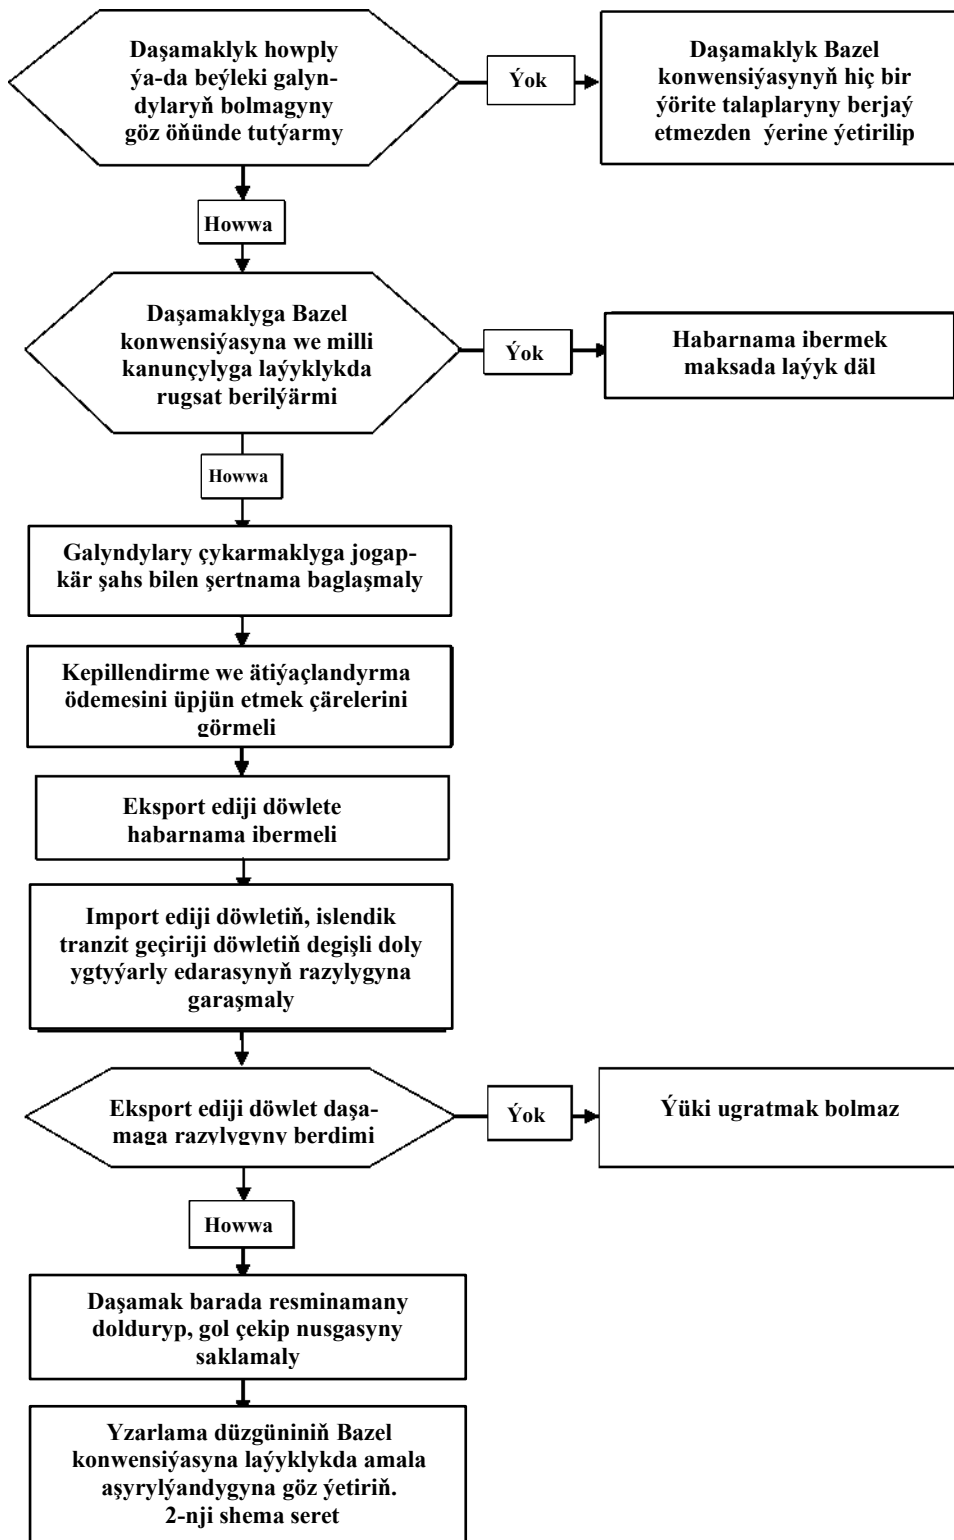 Daşamaklyk howply
ýa-da beýleki galyn-
dylaryň bolmagyny
göz öňünde tutýarmy
Ýok
Daşamaklyk Bazel
konwensiýasynyň hiç bir
ýörite talaplaryny berjaý
etmezden ýerine ýetirilip
Howwa
Daşamaklyga Bazel
konwensiýasyna we milli
kanunçylyga laýyklykda
rugsat berilýärmi
Ýok
Habarnama ibermek
maksada laýyk däl
Howwa
Galyndylary çykarmaklyga jogap-
kär şahs bilen şertnama baglaşmaly
Kepillendirme we ätiýaçlandyrma
ödemesini üpjün etmek çärelerini
görmeli
Eksport ediji döwlete
habarnama ibermeli
Import ediji döwletiň, islendik
tranzit geçiriji döwletiň degişli doly
ygtyýarly edarasynyň razylygyna
garaşmaly
Eksport ediji döwlet daşa-
maga razylygyny berdimi
Ýok
Ýüki ugratmak bolmaz
Howwa
Daşamak barada resminamany
dolduryp, gol çekip nusgasyny
saklamaly
Yzarlama düzgüniniň Bazel
konwensiýasyna laýyklykda amala
aşyrylýandygyna göz ýetiriň.
2-nji shema seret